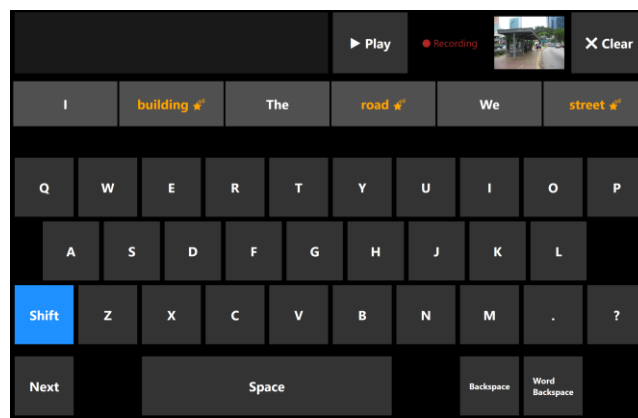 Play Recording Clear
I building The road We street
Q W E R T Y U I O P
A S D F G H J K L
Shift Z X C V B N M . ?
Next Space Backspace Word
Backspace